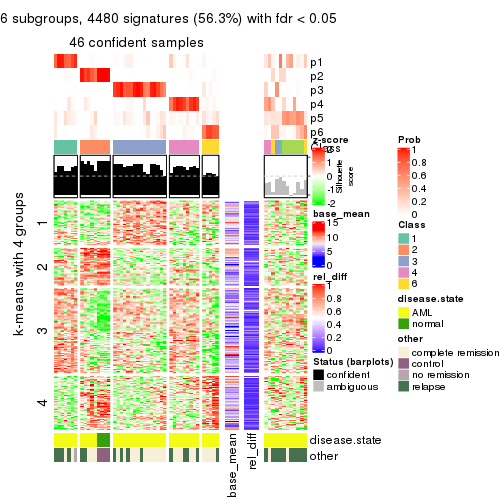 6 subgroups, 4480 signatures (56.3%) with fdr < 0.05
46 confident samples
p1
p2
p3
p4
p5
p6
Class
Silhouette
score
k-means with 4 groups
1
2
3
4
base_mean
rel_diff
disease.state
other
z-score
0
-1
-2
base_mean
15
10
5
0
rel_diff
1
0.8
0.6
0.4
0.2
0
Status (barplots)
confident
ambiguous
Prob
1
0.8
0.6
0.4
0.2
0
Class
1
2
3
4
6
disease.state
AML
normal
other
complete remission
control
no remission
relapse